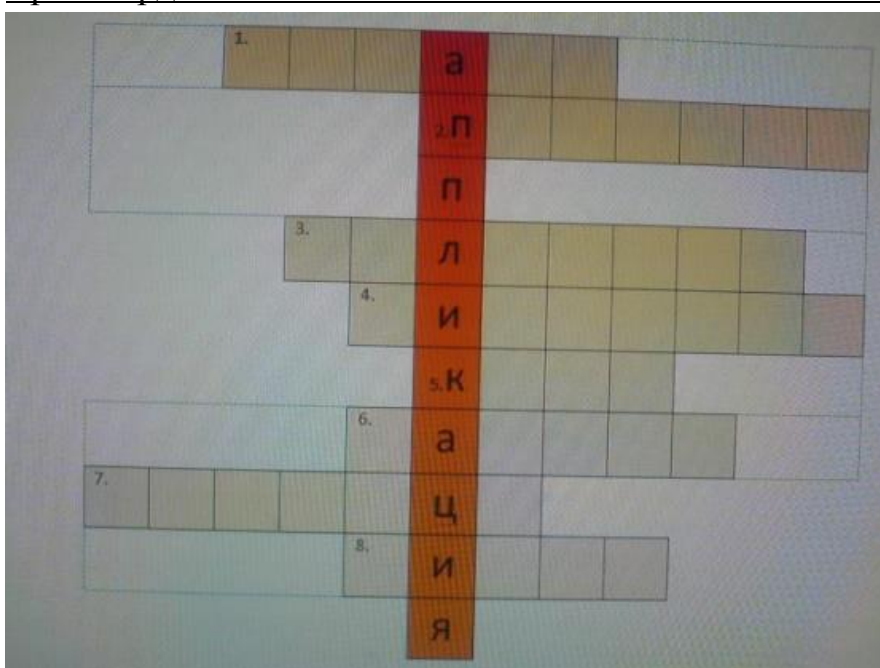 1. а
2. п
п
3. л
4. и
5. к
6. а
7. ц
8. и
я